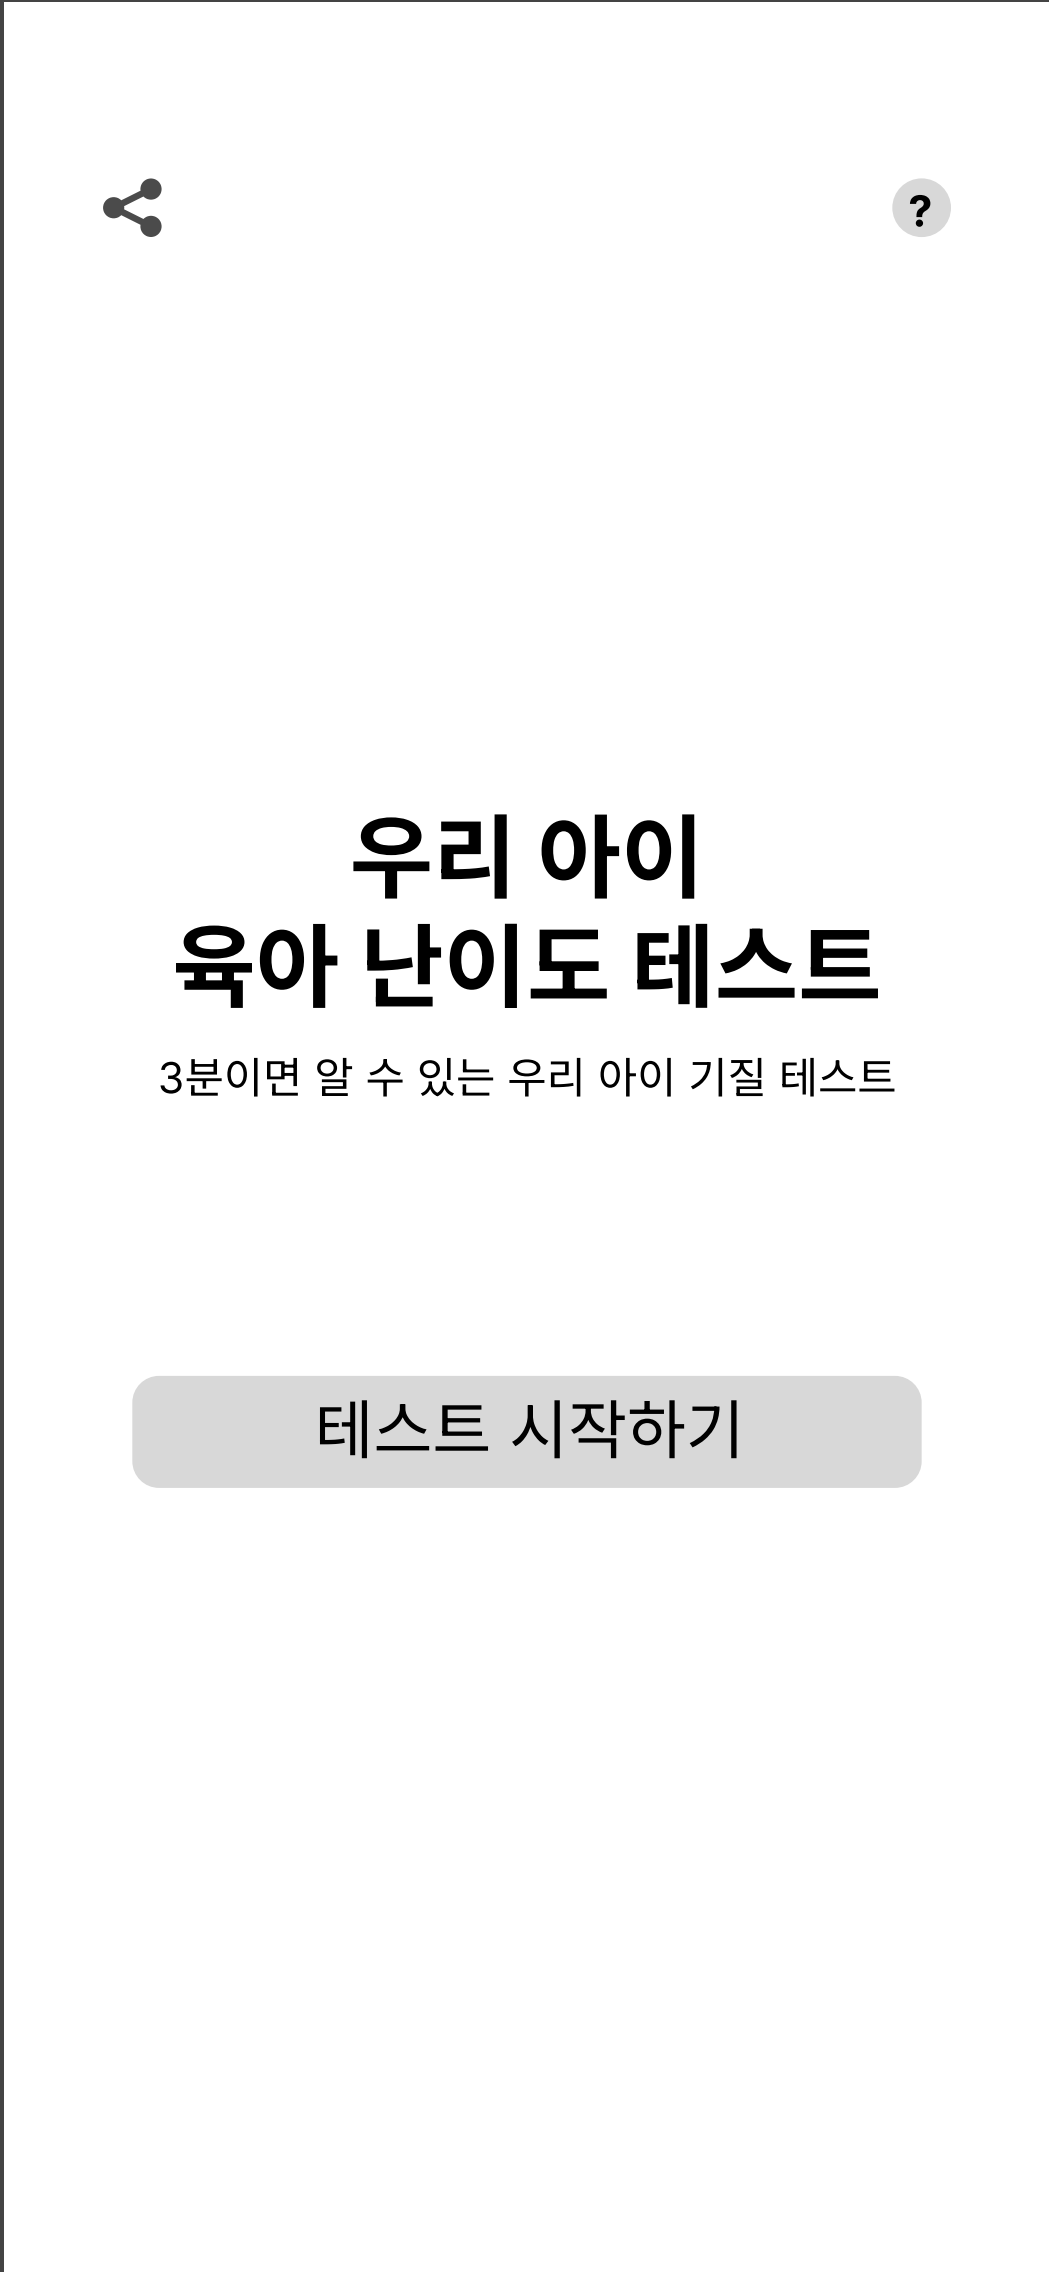 ?
우리 아이
육아 난이도 테스트
3분이면 알 수 있는 우리 아이 기질 테스트
테스트 시작하기